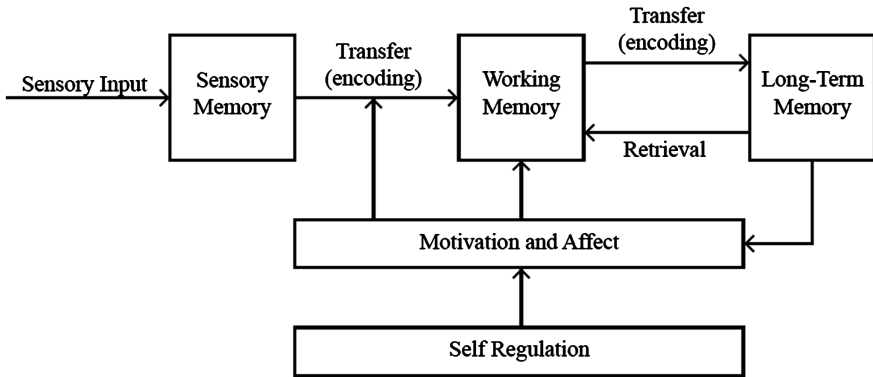 Sensory Input
Sensory
Memory
Transfer
(encoding)
Working
Memory
Transfer
(encoding)
Retrieval
Long-Term
Memory
Motivation and Affect
Self Regulation